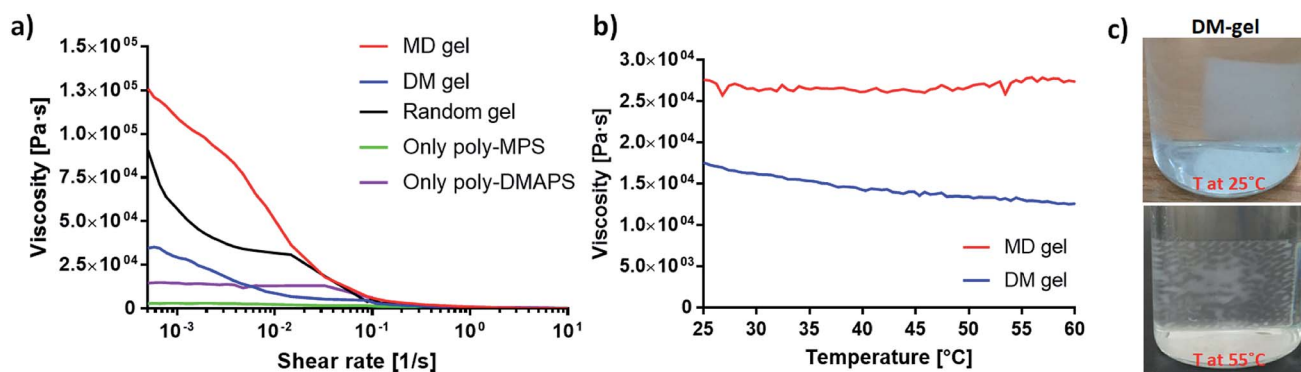 a)
1.5×10⁰⁵
1.0×10⁰⁵
7.5×10⁰⁴
5.0×10⁰⁴
2.5×10⁰⁴
0
Viscosity [Pa·s]
10⁻³ 10⁻² 10⁻¹ 10⁰ 10¹
Shear rate [1/s]
MD gel
DM gel
Random gel
Only poly-MPS
Only poly-DMAPS
b)
3.0×10⁰⁴
2.5×10⁰⁴
2.0×10⁰⁴
1.5×10⁰⁴
1.0×10⁰⁴
5.0×10⁰³
0
Viscosity [Pa·s]
25 30 35 40 45 50 55 60
Temperature [°C]
MD gel
DM gel
c)
DM-gel
T at 25°C
T at 55°C